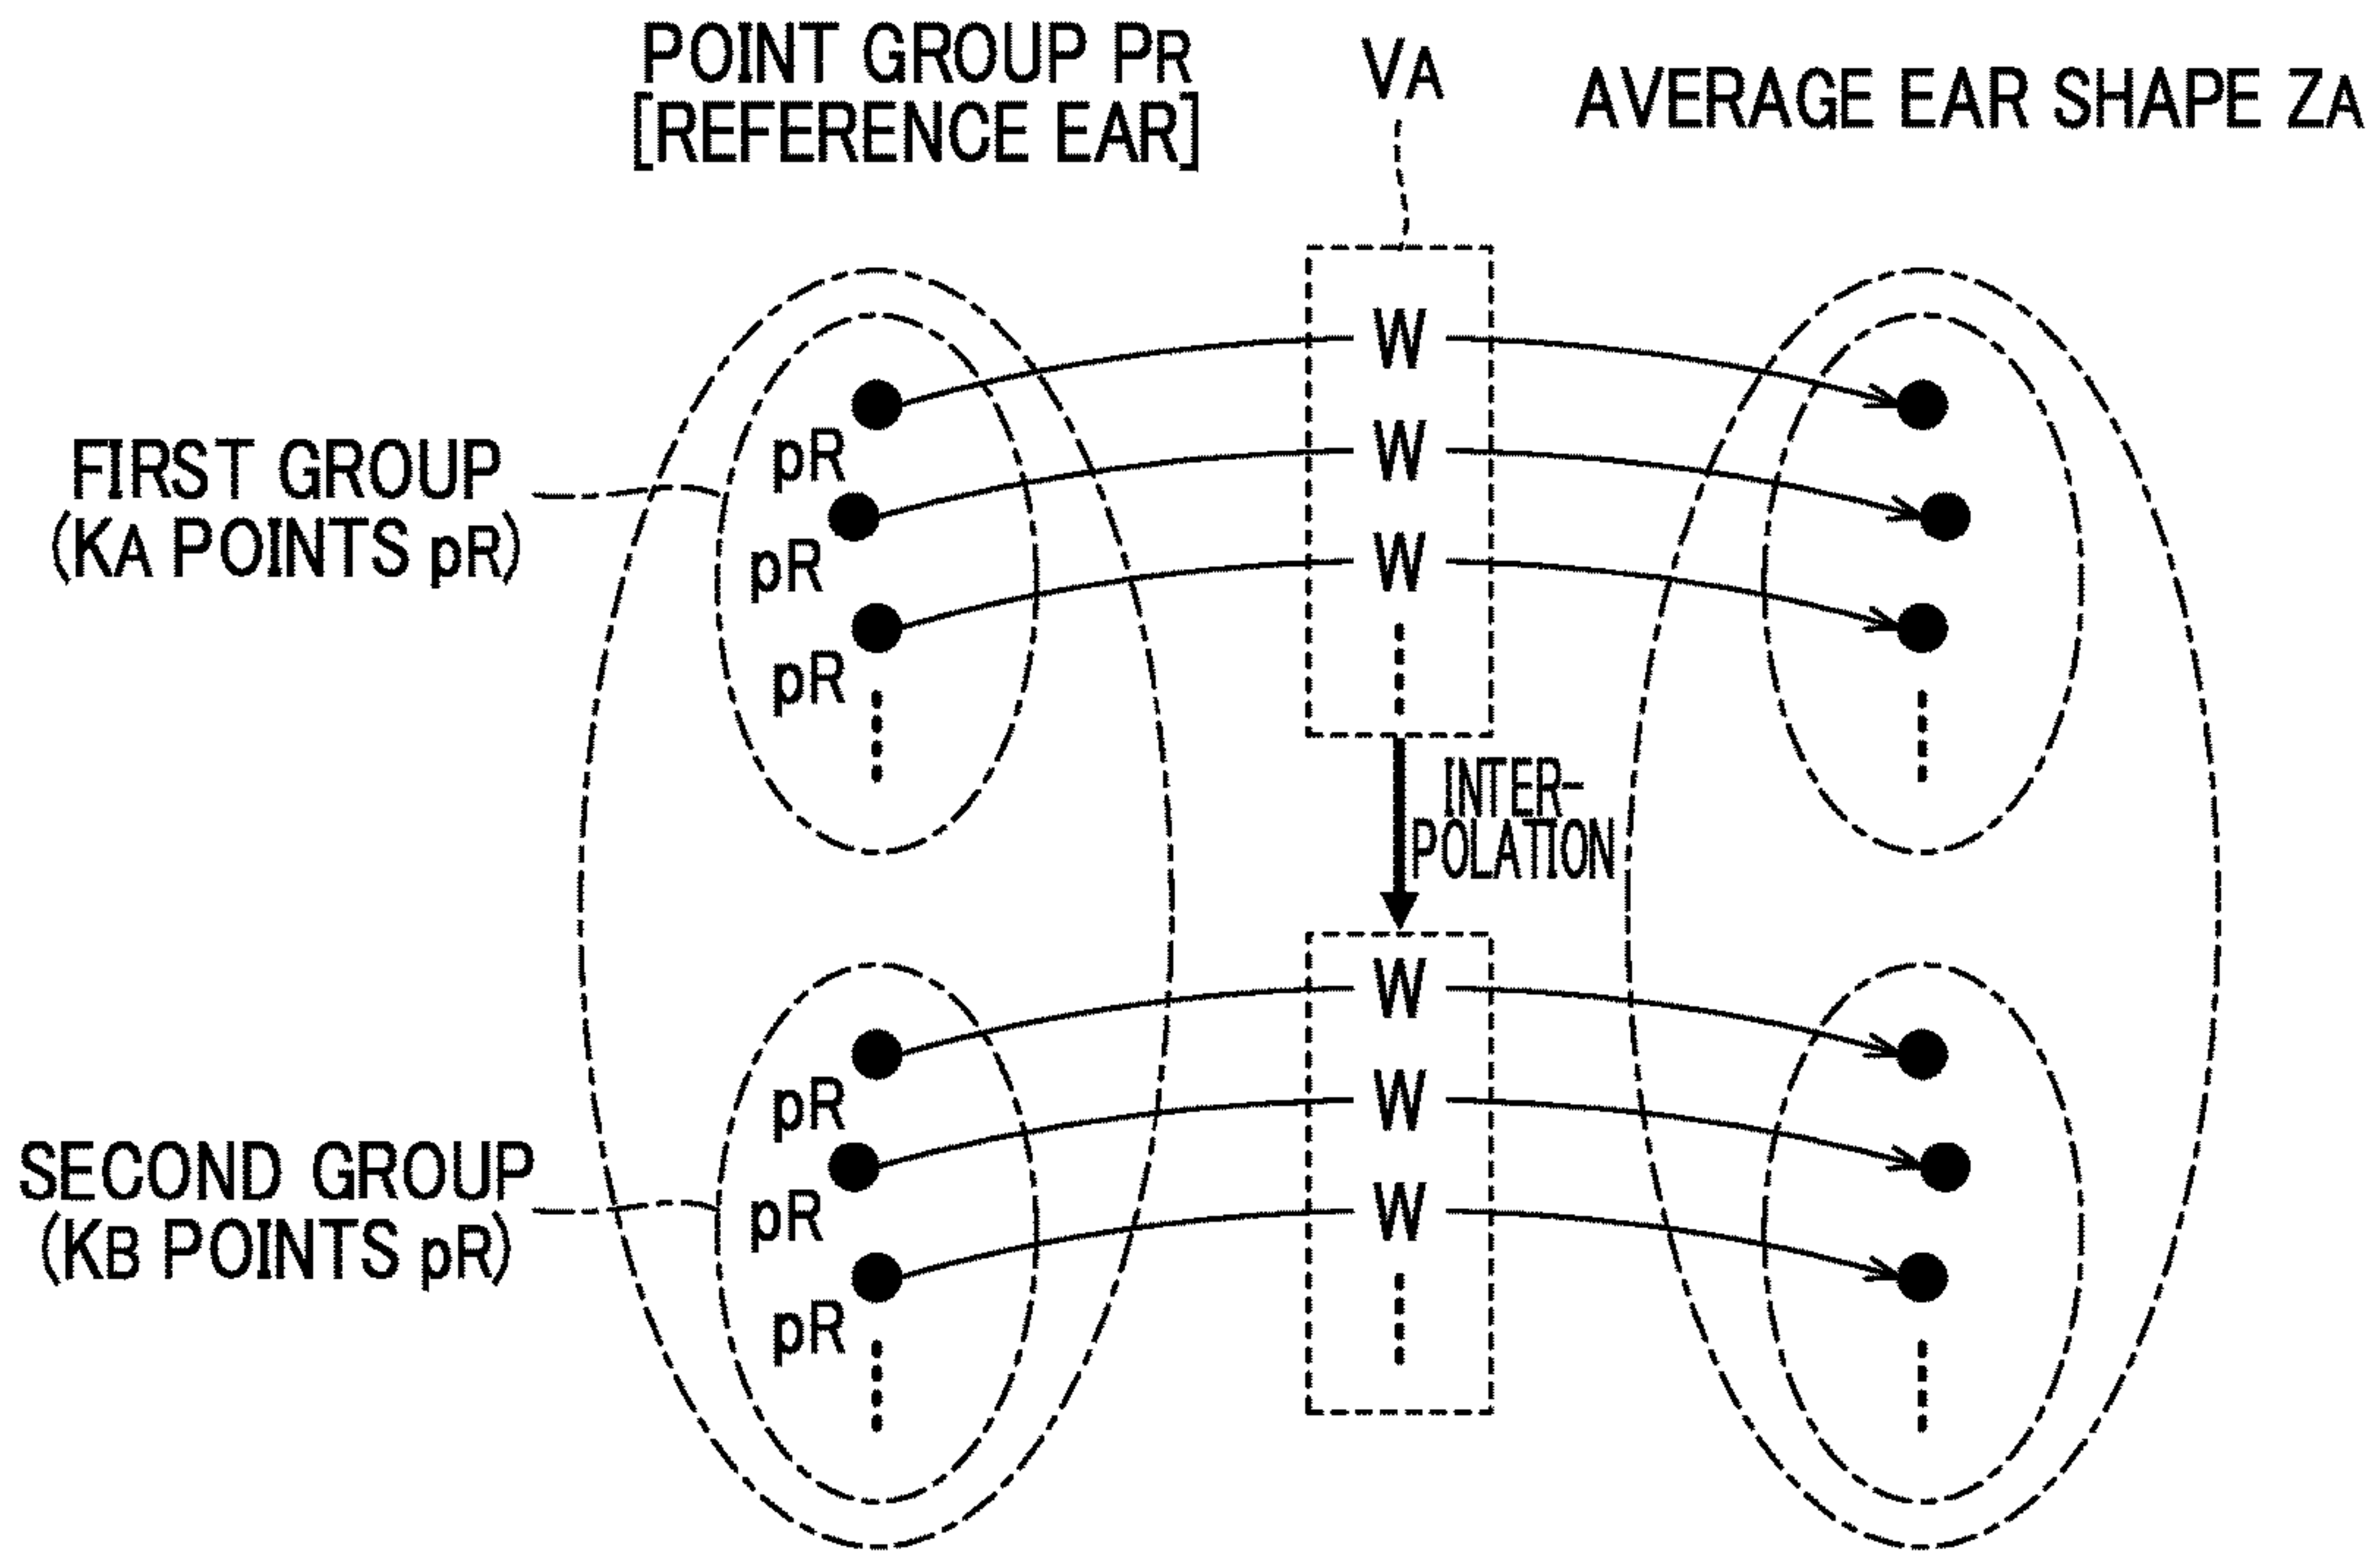 POINT GROUP PR
[REFERENCE EAR]
VA
AVERAGE EAR SHAPE ZA
W
pR
W
FIRST GROUP
(KA POINTS pR)
pR
W
pR
INTER-
POLATION
W
pR
W
SECOND GROUP
(KB POINTS pR)
pR
W
pR